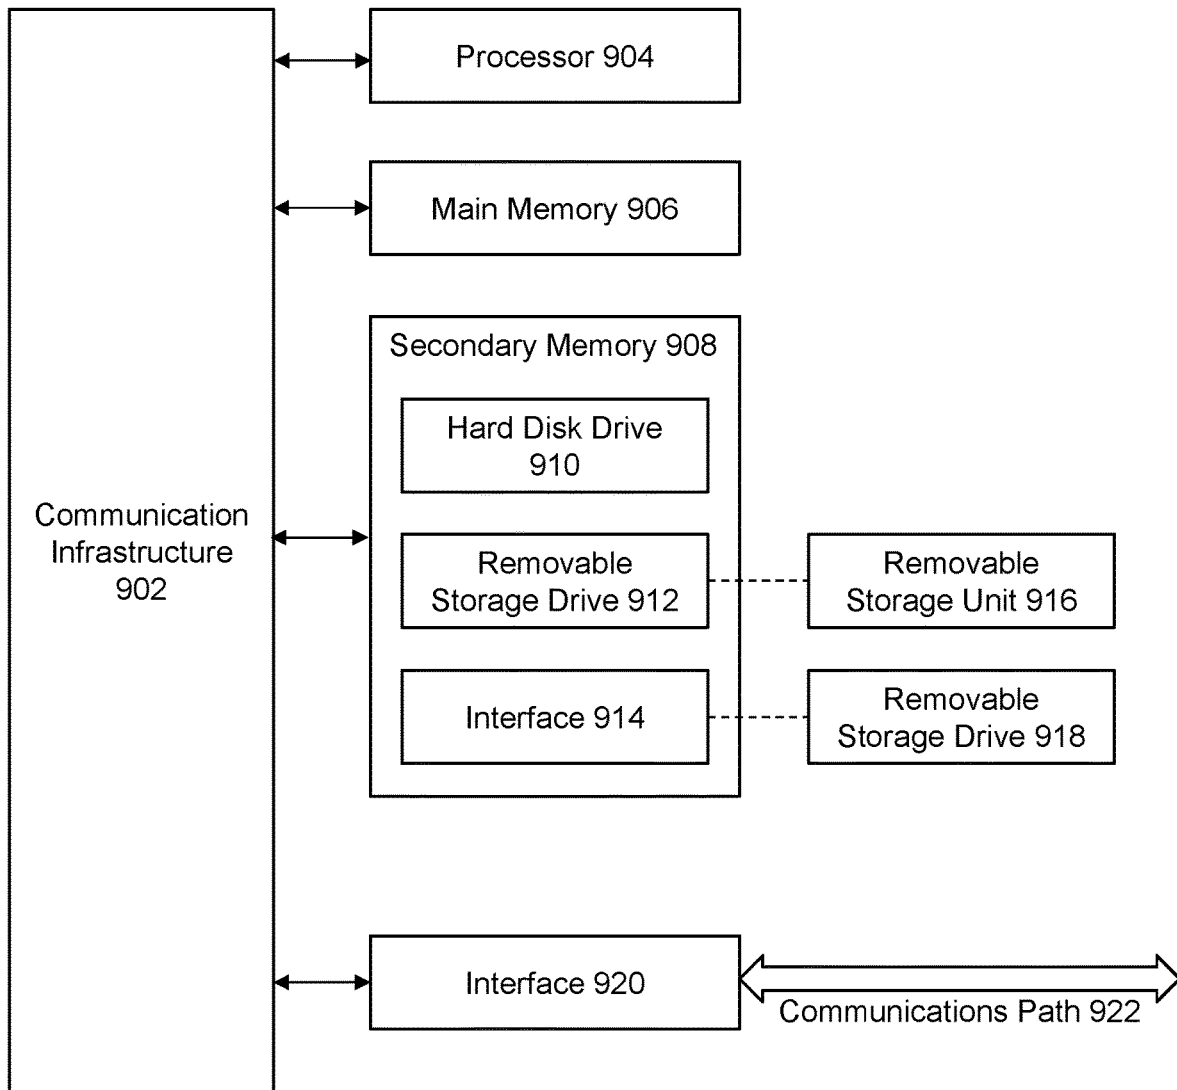 Processor 904
Main Memory 906
Secondary Memory 908
Hard Disk Drive
910
Communication
Infrastructure
902
Removable
Storage Drive 912
Removable
Storage Unit 916
Interface 914
Removable
Storage Drive 918
Interface 920
Communications Path 922